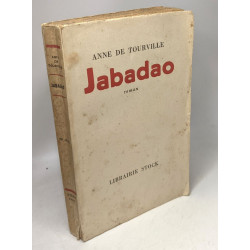 ANNE DE TOURVILLE
Jabadao
roman
LIBRAIRIE STOCK